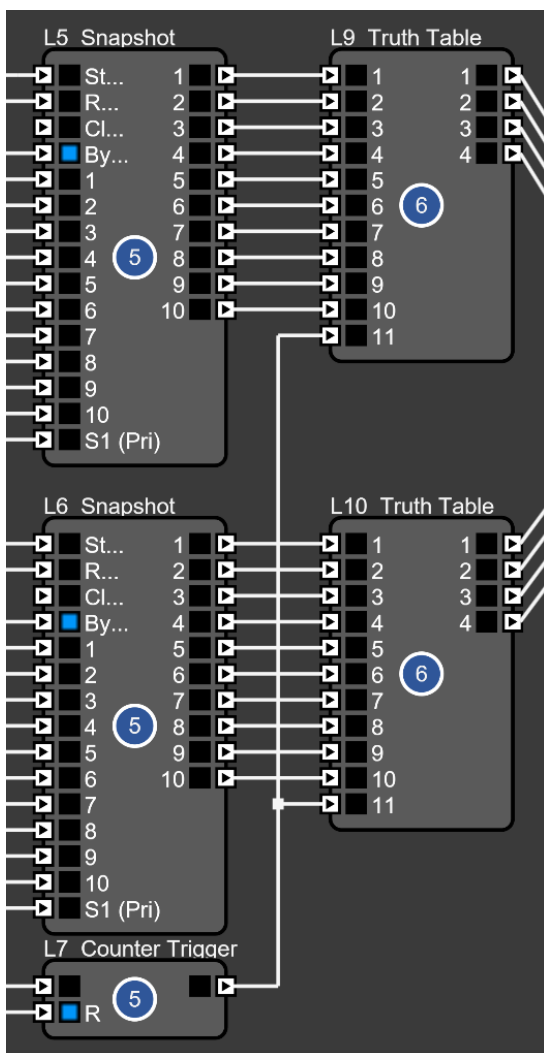 L5 Snapshot
St... 1
R... 2
Cl... 3
By... 4
1 5
2 6
3 7
4 8
5 9
6 10
7
8
9
10
S1 (Pri)
5
L9 Truth Table
1 1
2 2
3 3
4 4
5
6
7
8
9
10
11
6
L6 Snapshot
St... 1
R... 2
Cl... 3
By... 4
1 5
2 6
3 7
4 8
5 9
6 10
7
8
9
10
S1 (Pri)
5
L10 Truth Table
1 1
2 2
3 3
4 4
5
6
7
8
9
10
11
6
L7 Counter Trigger
R
5